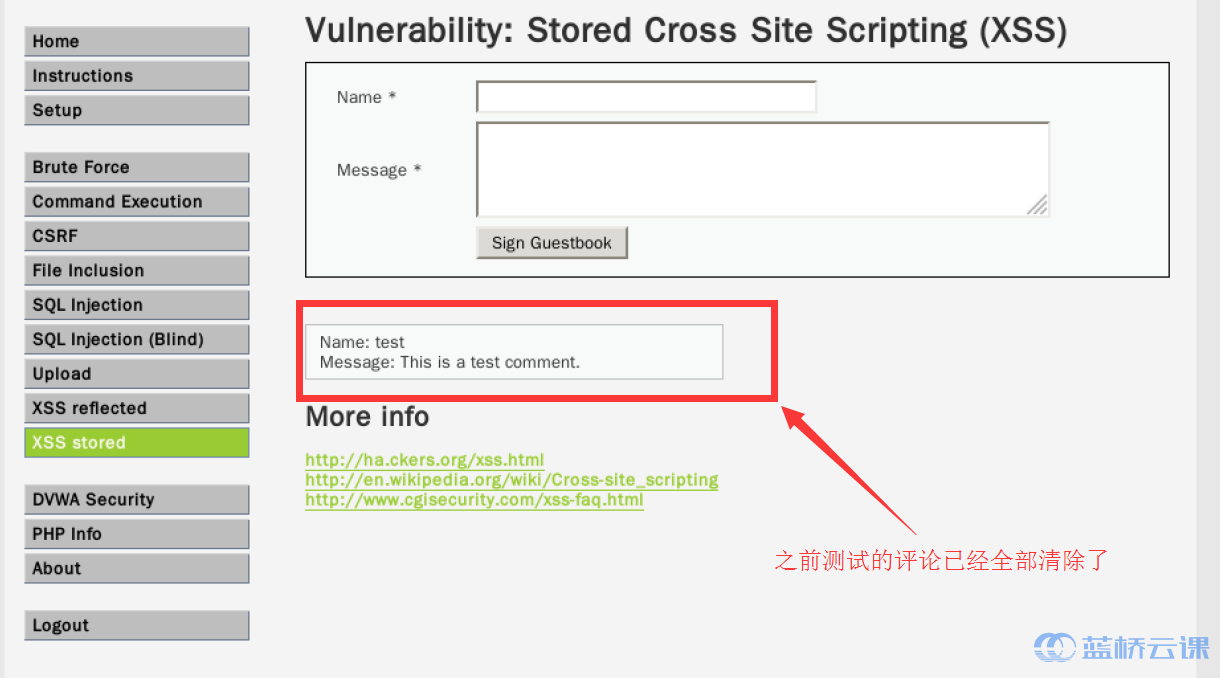 Home
Instructions
Setup
Brute Force
Command Execution
CSRF
File Inclusion
SQL Injection
SQL Injection (Blind)
Upload
XSS reflected
XSS stored
DVWA Security
PHP Info
About
Logout
Vulnerability: Stored Cross Site Scripting (XSS)
Name *
Message *
Sign Guestbook
Name: test
Message: This is a test comment.
More info
http://ha.ckers.org/xss.html
http://en.wikipedia.org/wiki/Cross-site_scripting
http://www.cgisecurity.com/xss-faq.html
之前测试的评论已经全部清除了
蓝桥云课